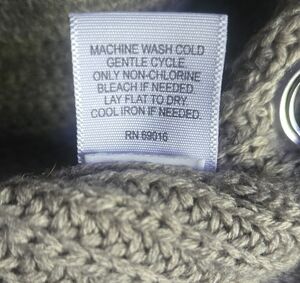 MACHINE WASH COLD
GENTLE CYCLE,
ONLY NON-CHLORINE
BLEACH IF NEEDED
LAY FLAT TO DRY
COOL IRON IF NEEDED.
RN 69016